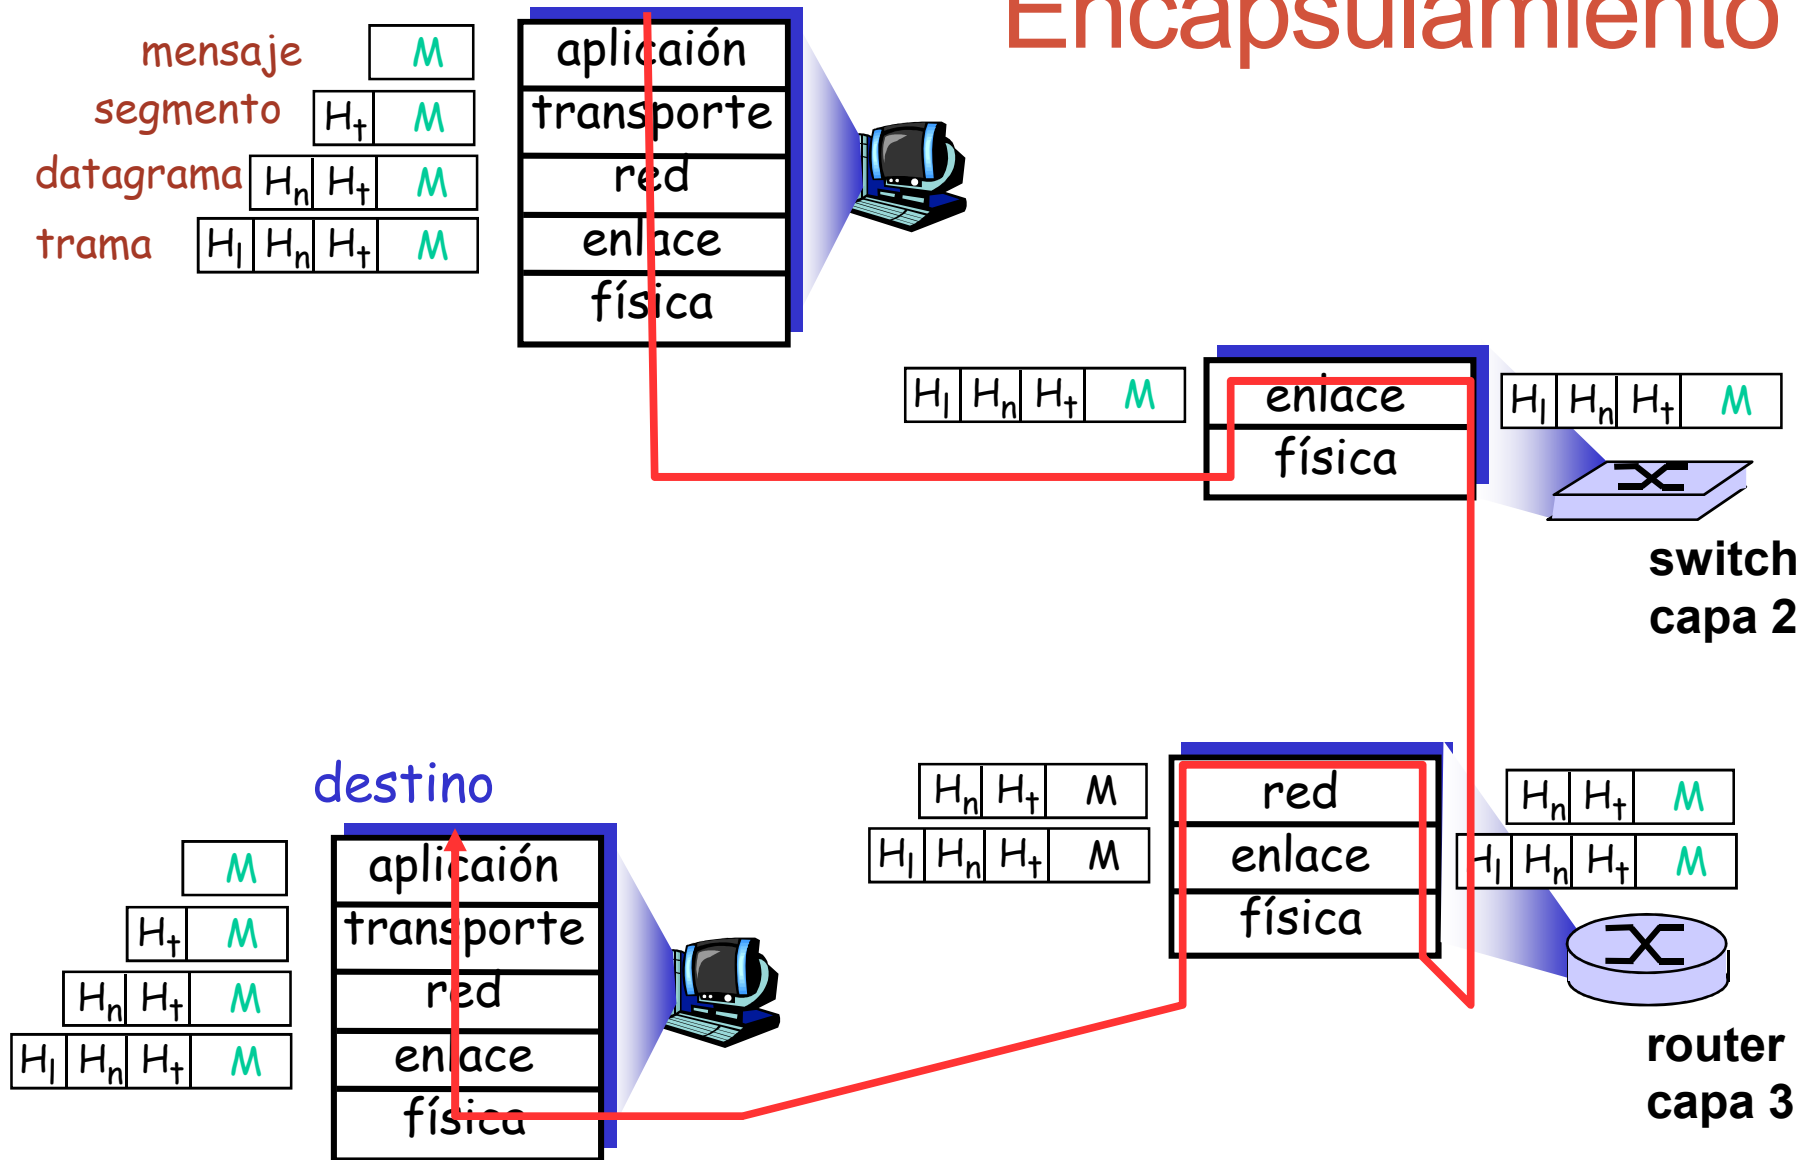 Encapsulamiento
mensaje M
segmento Ht M
datagrama Hn Ht M
trama Hl Hn Ht M
aplicaión
transporte
red
enlace
física
Hl Hn Ht M
enlace
física
Hl Hn Ht M
switch
capa 2
destino
M
Ht M
Hn Ht M
Hl Hn Ht M
aplicaión
transporte
red
enlace
física
Hn Ht M
Hl Hn Ht M
red
enlace
física
Hn Ht M
Hl Hn Ht M
router
capa 3